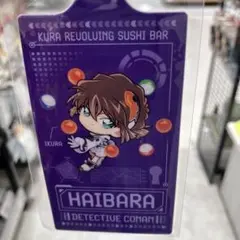 KURA REVOLVING SUSHI BAR
IKURA
HAIBARA
DETECTIVE CONAN